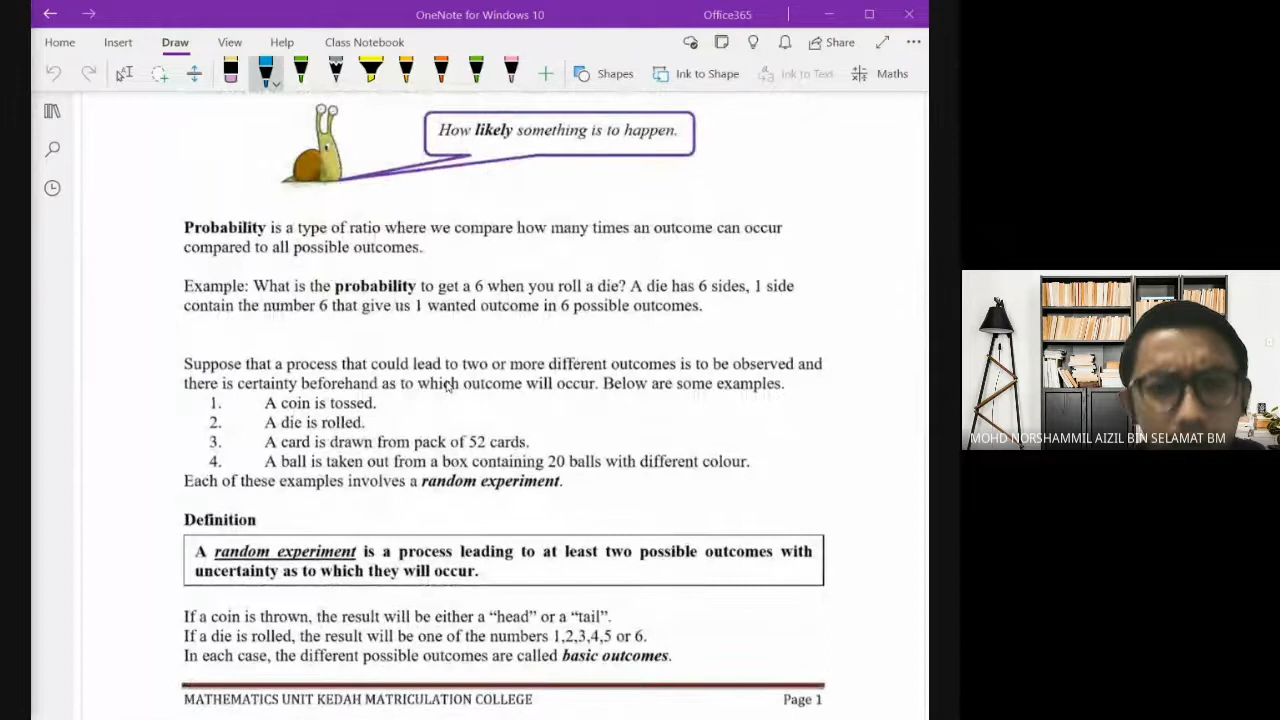 OneNote for Windows 10
Office365
Home Insert Draw View Help Class Notebook
Share
Shapes Ink to Shape Ink to Text Maths
How likely something is to happen.
Probability is a type of ratio where we compare how many times an outcome can occur
compared to all possible outcomes.
Example: What is the probability to get a 6 when you roll a die? A die has 6 sides, 1 side
contain the number 6 that give us 1 wanted outcome in 6 possible outcomes.
Suppose that a process that could lead to two or more different outcomes is to be observed and
there is certainty beforehand as to which outcome will occur. Below are some examples.
1. A coin is tossed.
2. A die is rolled.
3. A card is drawn from pack of 52 cards.
4. A ball is taken out from a box containing 20 balls with different colour.
Each of these examples involves a random experiment.
Definition
A random experiment is a process leading to at least two possible outcomes with
uncertainty as to which they will occur.
If a coin is thrown, the result will be either a “head” or a “tail”.
If a die is rolled, the result will be one of the numbers 1,2,3,4,5 or 6.
In each case, the different possible outcomes are called basic outcomes.
MATHEMATICS UNIT KEDAH MATRICULATION COLLEGE Page 1
MOHD NORSHAMMIL AIZIL BIN SELAMAT BM